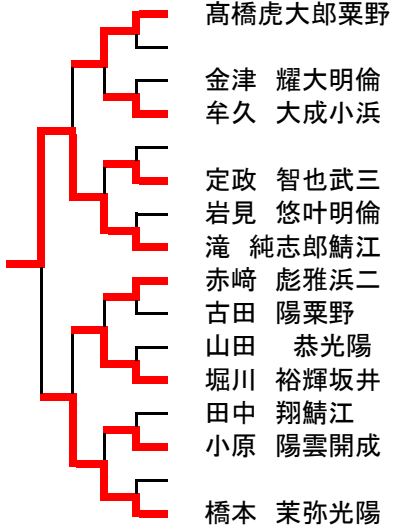 髙橋虎大郎粟野
金津 耀大明倫
牟久 大成小浜
定政 智也武三
岩見 悠叶明倫
滝 純志郎鯖江
赤﨑 彪雅浜二
古田 陽粟野
山田 恭光陽
堀川 裕輝坂井
田中 翔鯖江
小原 陽雲開成
橋本 茉弥光陽